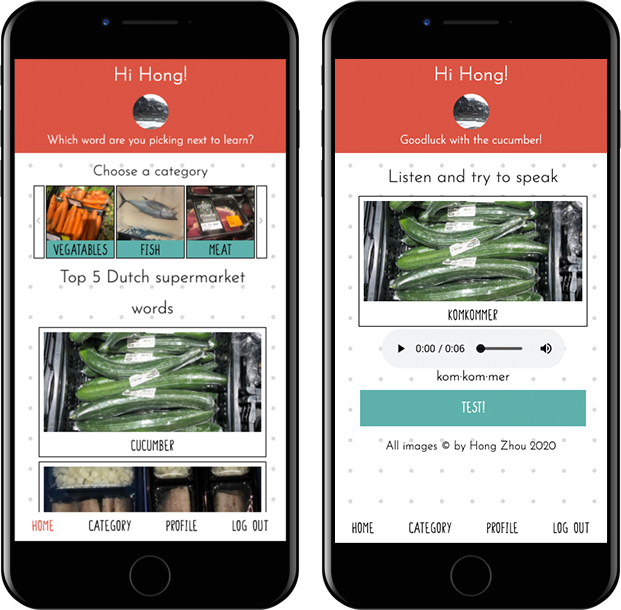 Hi Hong!
Which word are you picking next to learn?
Choose a category
VEGATABLES
FISH
MEAT
Top 5 Dutch supermarket
words
CUCUMBER
HOME CATEGORY PROFILE LOG OUT
Hi Hong!
Goodluck with the cucumber!
Listen and try to speak
KOMKOMMER
0:00 / 0:06
kom·kom·mer
TEST!
All images © by Hong Zhou 2020
HOME CATEGORY PROFILE LOG OUT